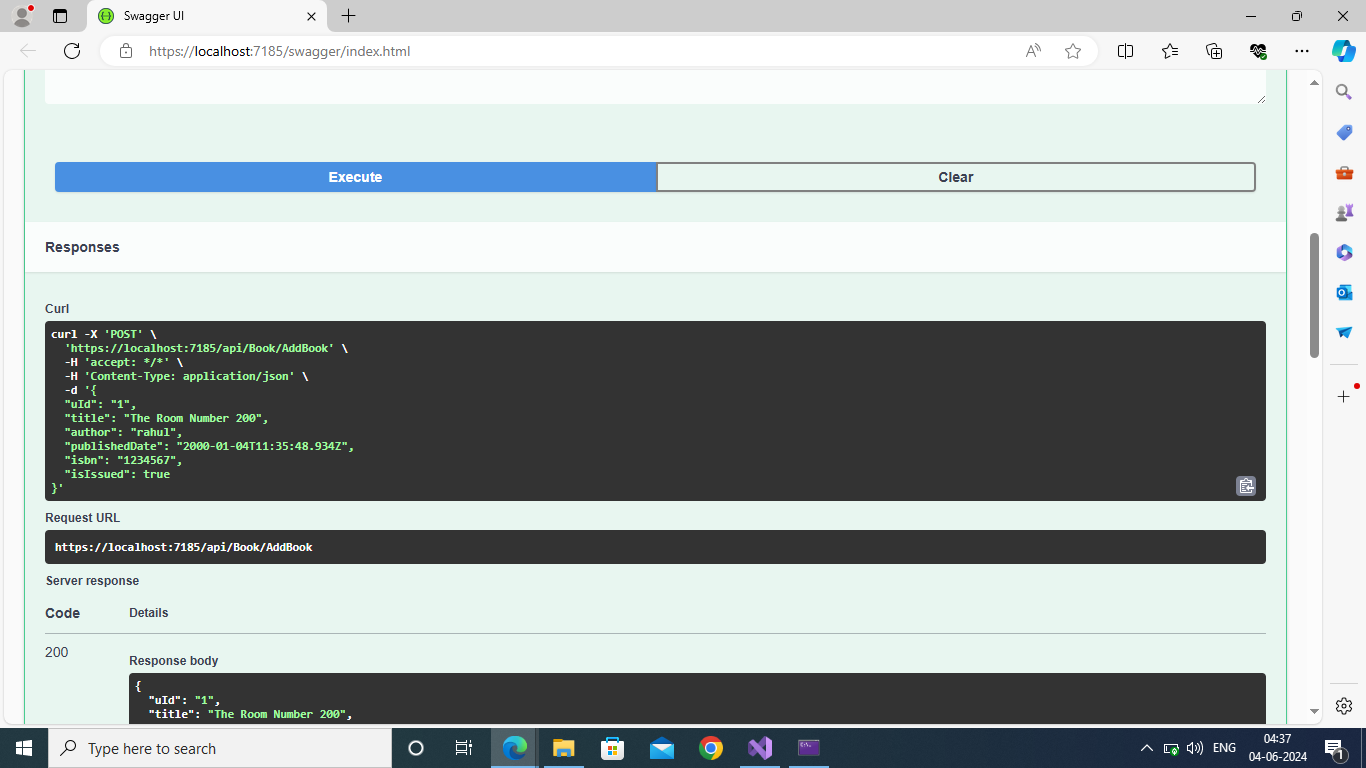 Swagger UI
https://localhost:7185/swagger/index.html
Execute
Clear
Responses
Curl
curl -X 'POST' \
'https://localhost:7185/api/Book/AddBook' \
-H 'accept: */*' \
-H 'Content-Type: application/json' \
-d '{
"uId": "1",
"title": "The Room Number 200",
"author": "rahul",
"publishedDate": "2000-01-04T11:35:48.934Z",
"isbn": "1234567",
"isIssued": true
}'
Request URL
https://localhost:7185/api/Book/AddBook
Server response
Code
Details
200
Response body
{
"uId": "1",
"title": "The Room Number 200",
Type here to search
ENG
04:37
04-06-2024
1